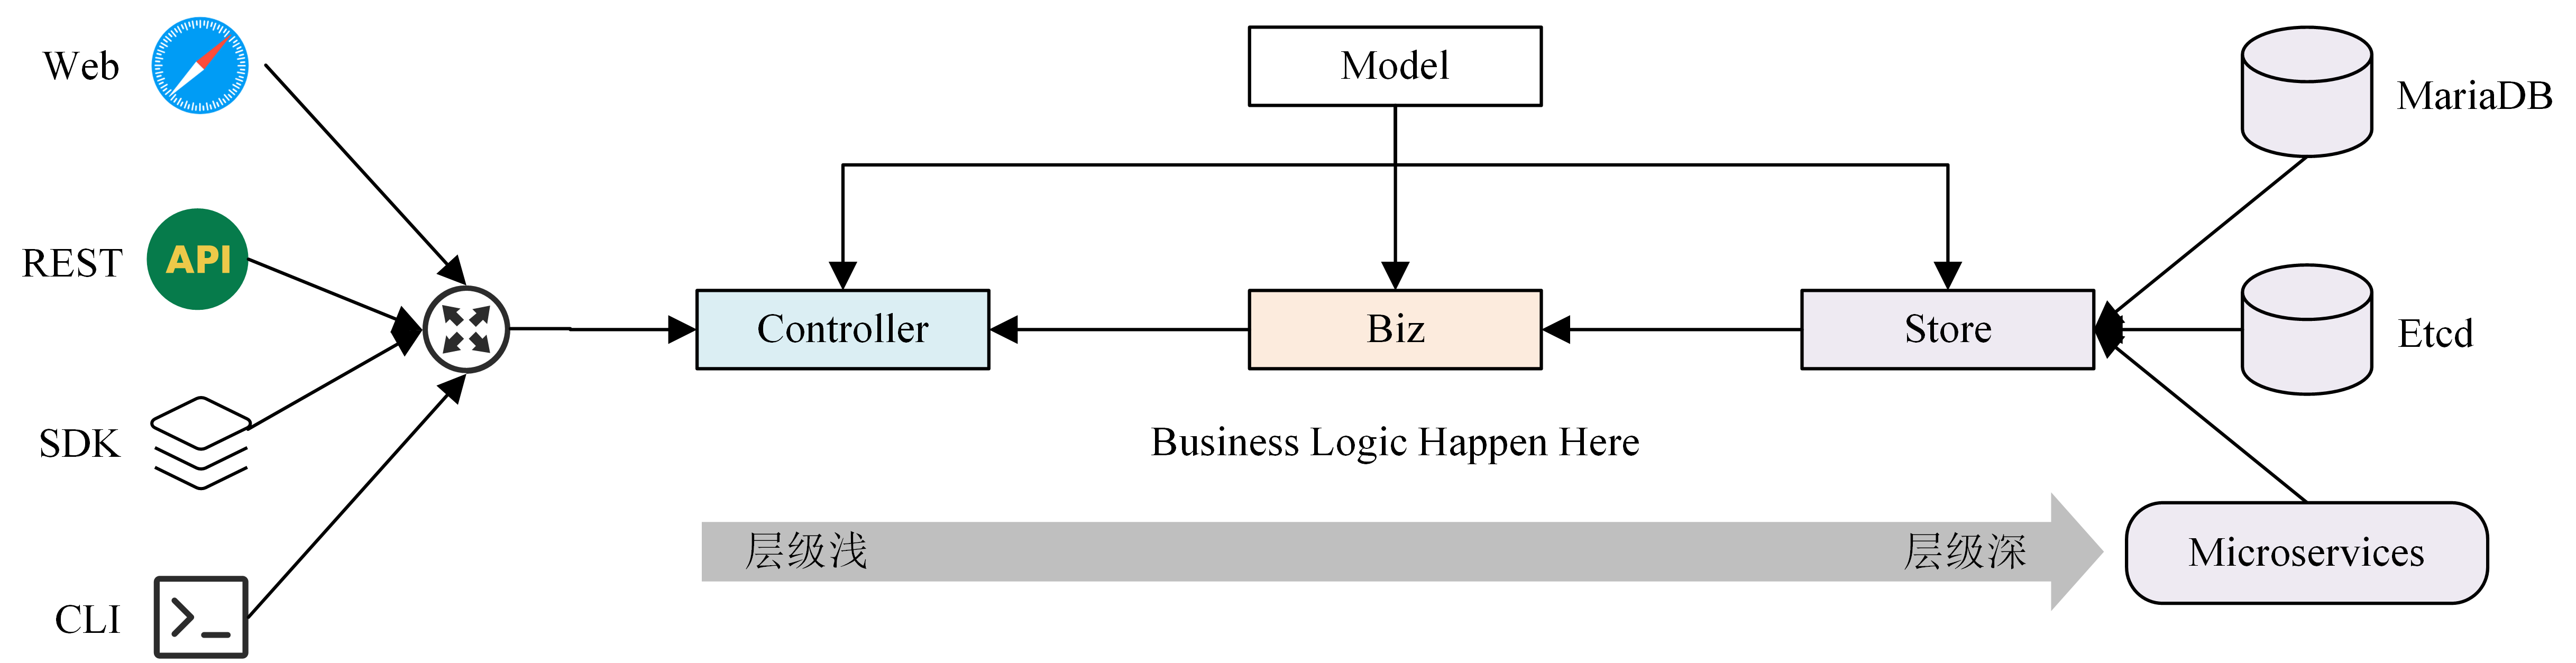 Web
REST
API
SDK
CLI
Model
Controller
Biz
Store
Business Logic Happen Here
层级浅
层级深
MariaDB
Etcd
Microservices